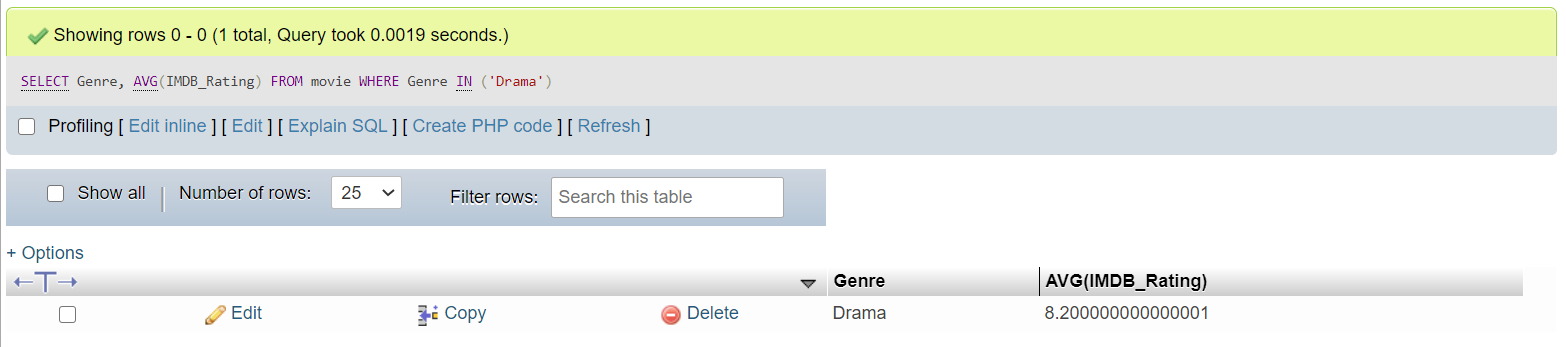 Showing rows 0 - 0 (1 total, Query took 0.0019 seconds.)
SELECT Genre, AVG(IMDB_Rating) FROM movie WHERE Genre IN ('Drama')
Profiling [ Edit inline ] [ Edit ] [ Explain SQL ] [ Create PHP code ] [ Refresh ]
Show all | Number of rows: 25 Filter rows: Search this table
+ Options
←T→ Genre AVG(IMDB_Rating)
Edit Copy Delete Drama 8.200000000000001